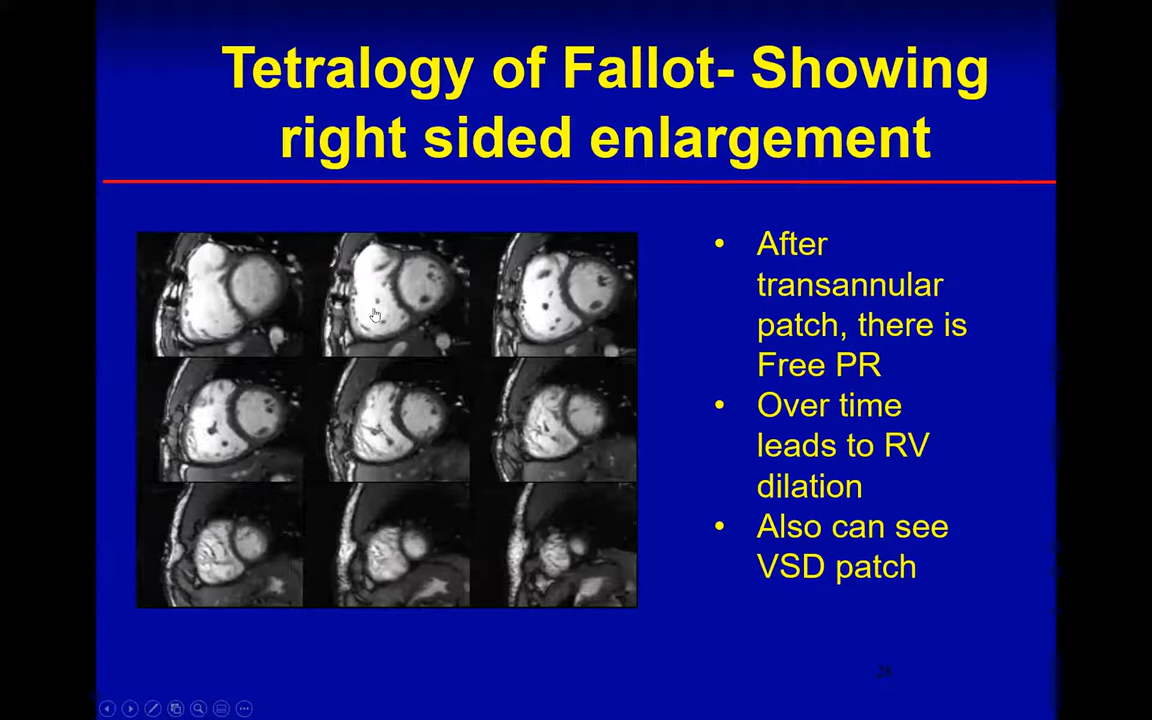 Tetralogy of Fallot- Showing
right sided enlargement
• After
transannular
patch, there is
Free PR
• Over time
leads to RV
dilation
• Also can see
VSD patch